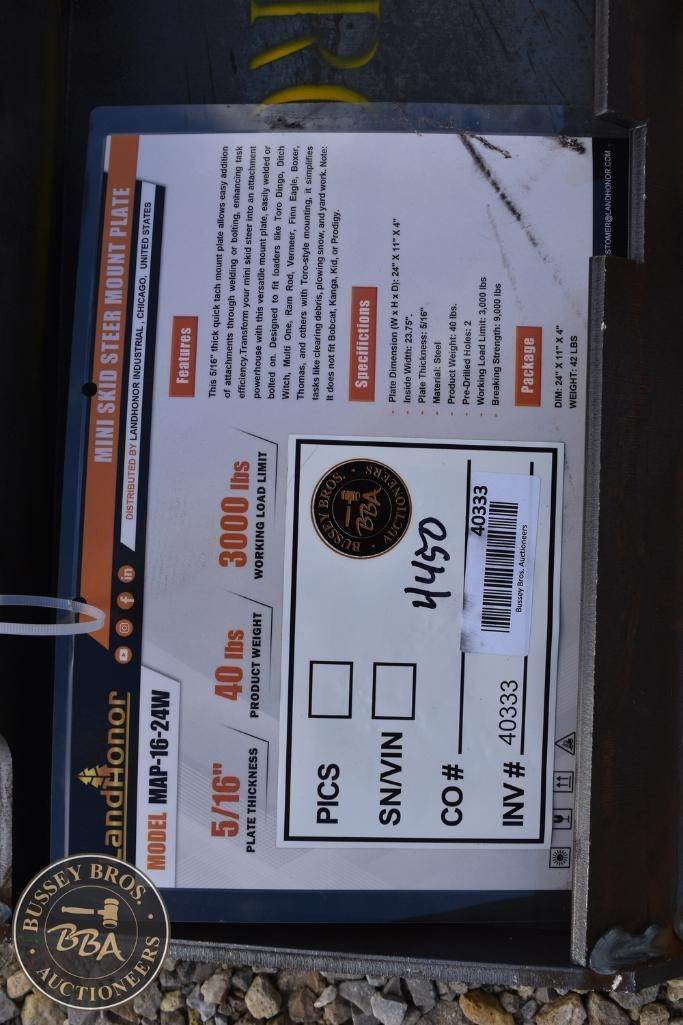 LandHonor
MINI SKID STEER MOUNT PLATE
DISTRIBUTED BY LANDHONOR INDUSTRIAL, CHICAGO, UNITED STATES
MODEL MAP-16-24W
5/16"
PLATE THICKNESS
40 lbs
PRODUCT WEIGHT
3000 lbs
WORKING LOAD LIMIT
Features
This 5/16" thick quick tach mount plate allows easy addition
of attachments through welding or bolting, enhancing task
efficiency.Transform your mini skid steer into an attachment
powerhouse with this versatile mount plate, easily welded or
bolted on. Designed to fit loaders like Toro Dingo, Ditch
Witch, Multi One, Ram Rod, Vermeer, Finn Eagle, Boxer,
Thomas, and others with Toro-style mounting, it simplifies
tasks like clearing debris, plowing snow, and yard work. Note:
It does not fit Bobcat, Kanga, Kid, or Prodigy.
Specifictions
- Plate Dimension (W x H x D): 24" X 11" X 4"
- Inside Width: 23.75"
- Plate Thickness: 5/16"
- Material: Steel
- Product Weight: 40 lbs.
- Pre-Drilled Holes: 2
- Working Load Limit: 3,000 lbs
- Breaking Strength: 9,000 lbs
Package
DIM: 24" X 11" X 4"
WEIGHT: 42 LBS
STOMER@LANDHONOR.COM
BUSSEY BROS.
BBA
AUCTIONEERS
4450
PICS
SN/VIN
CO #
INV # 40333
40333
Bussey Bros. Auctioneers
BUSSEY BROS.
BBA
AUCTIONEERS